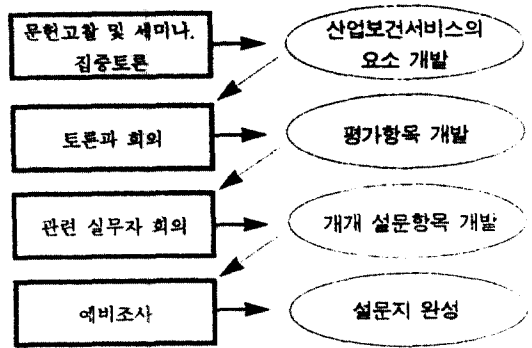 문헌고찰 및 세미나.
집중토론
산업보건서비스의
요소 개발
토론과 회의
평가항목 개발
관련 실무자 회의
개개 설문항목 개발
예비조사
설문지 완성